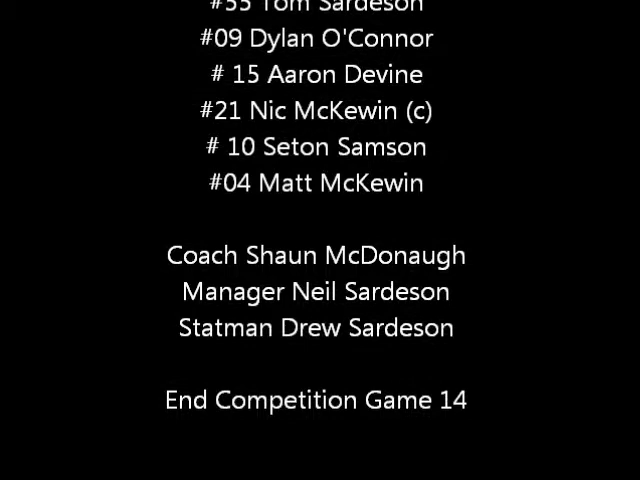 #55 Tom Sardeson
#09 Dylan O'Connor
# 15 Aaron Devine
#21 Nic McKewin (c)
# 10 Seton Samson
#04 Matt McKewin
Coach Shaun McDonaugh
Manager Neil Sardeson
Statman Drew Sardeson
End Competition Game 14